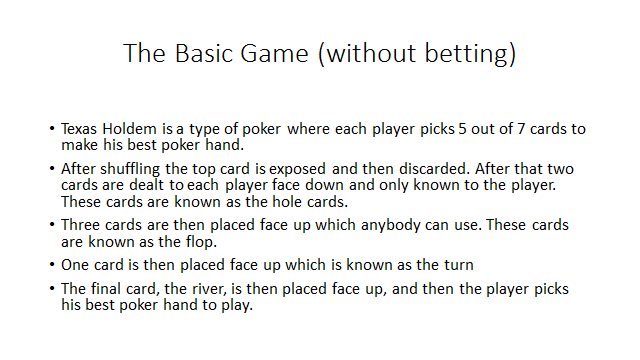 The Basic Game (without betting)
• Texas Holdem is a type of poker where each player picks 5 out of 7 cards to
make his best poker hand.
• After shuffling the top card is exposed and then discarded. After that two
cards are dealt to each player face down and only known to the player.
These cards are known as the hole cards.
• Three cards are then placed face up which anybody can use. These cards
are known as the flop.
• One card is then placed face up which is known as the turn
• The final card, the river, is then placed face up, and then the player picks
his best poker hand to play.